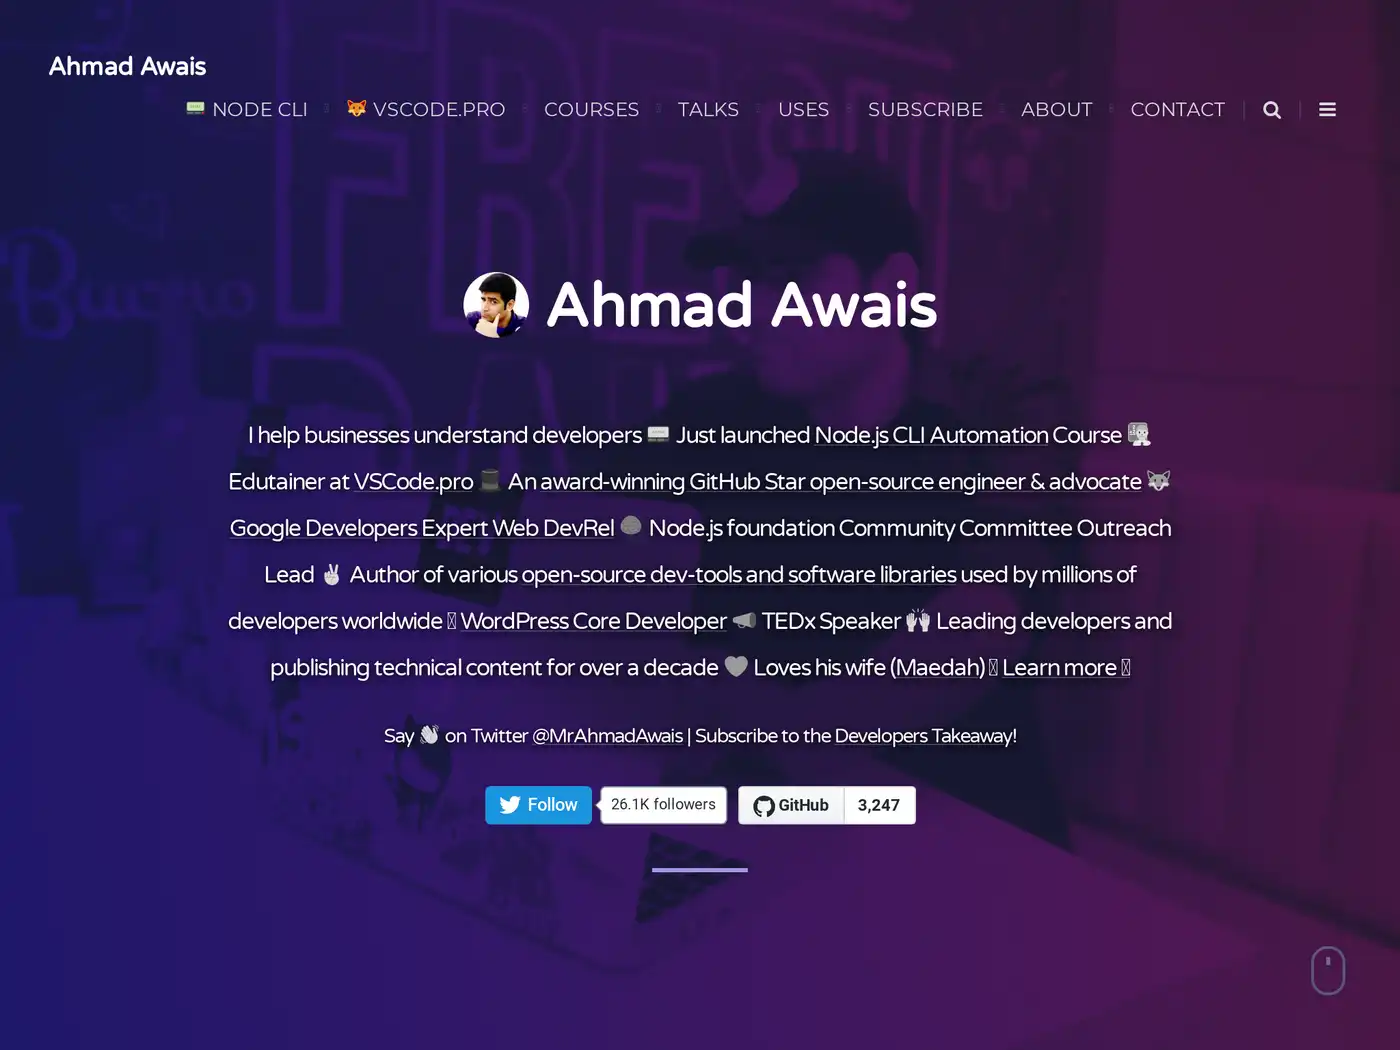 Ahmad Awais
📟 NODE CLI 🦊 VSCODE.PRO COURSES TALKS USES SUBSCRIBE ABOUT CONTACT
Ahmad Awais
I help businesses understand developers 📟 Just launched Node.js CLI Automation Course
Edutainer at VSCode.pro 🎩 An award-winning GitHub Star open-source engineer & advocate 🦊
Google Developers Expert Web DevRel Node.js foundation Community Committee Outreach
Lead ✌ Author of various open-source dev-tools and software libraries used by millions of
developers worldwide WordPress Core Developer 📣 TEDx Speaker 🙌 Leading developers and
publishing technical content for over a decade ❤ Loves his wife (Maedah) Learn more
Say 👋 on Twitter @MrAhmadAwais | Subscribe to the Developers Takeaway!
Follow 26.1K followers GitHub 3,247